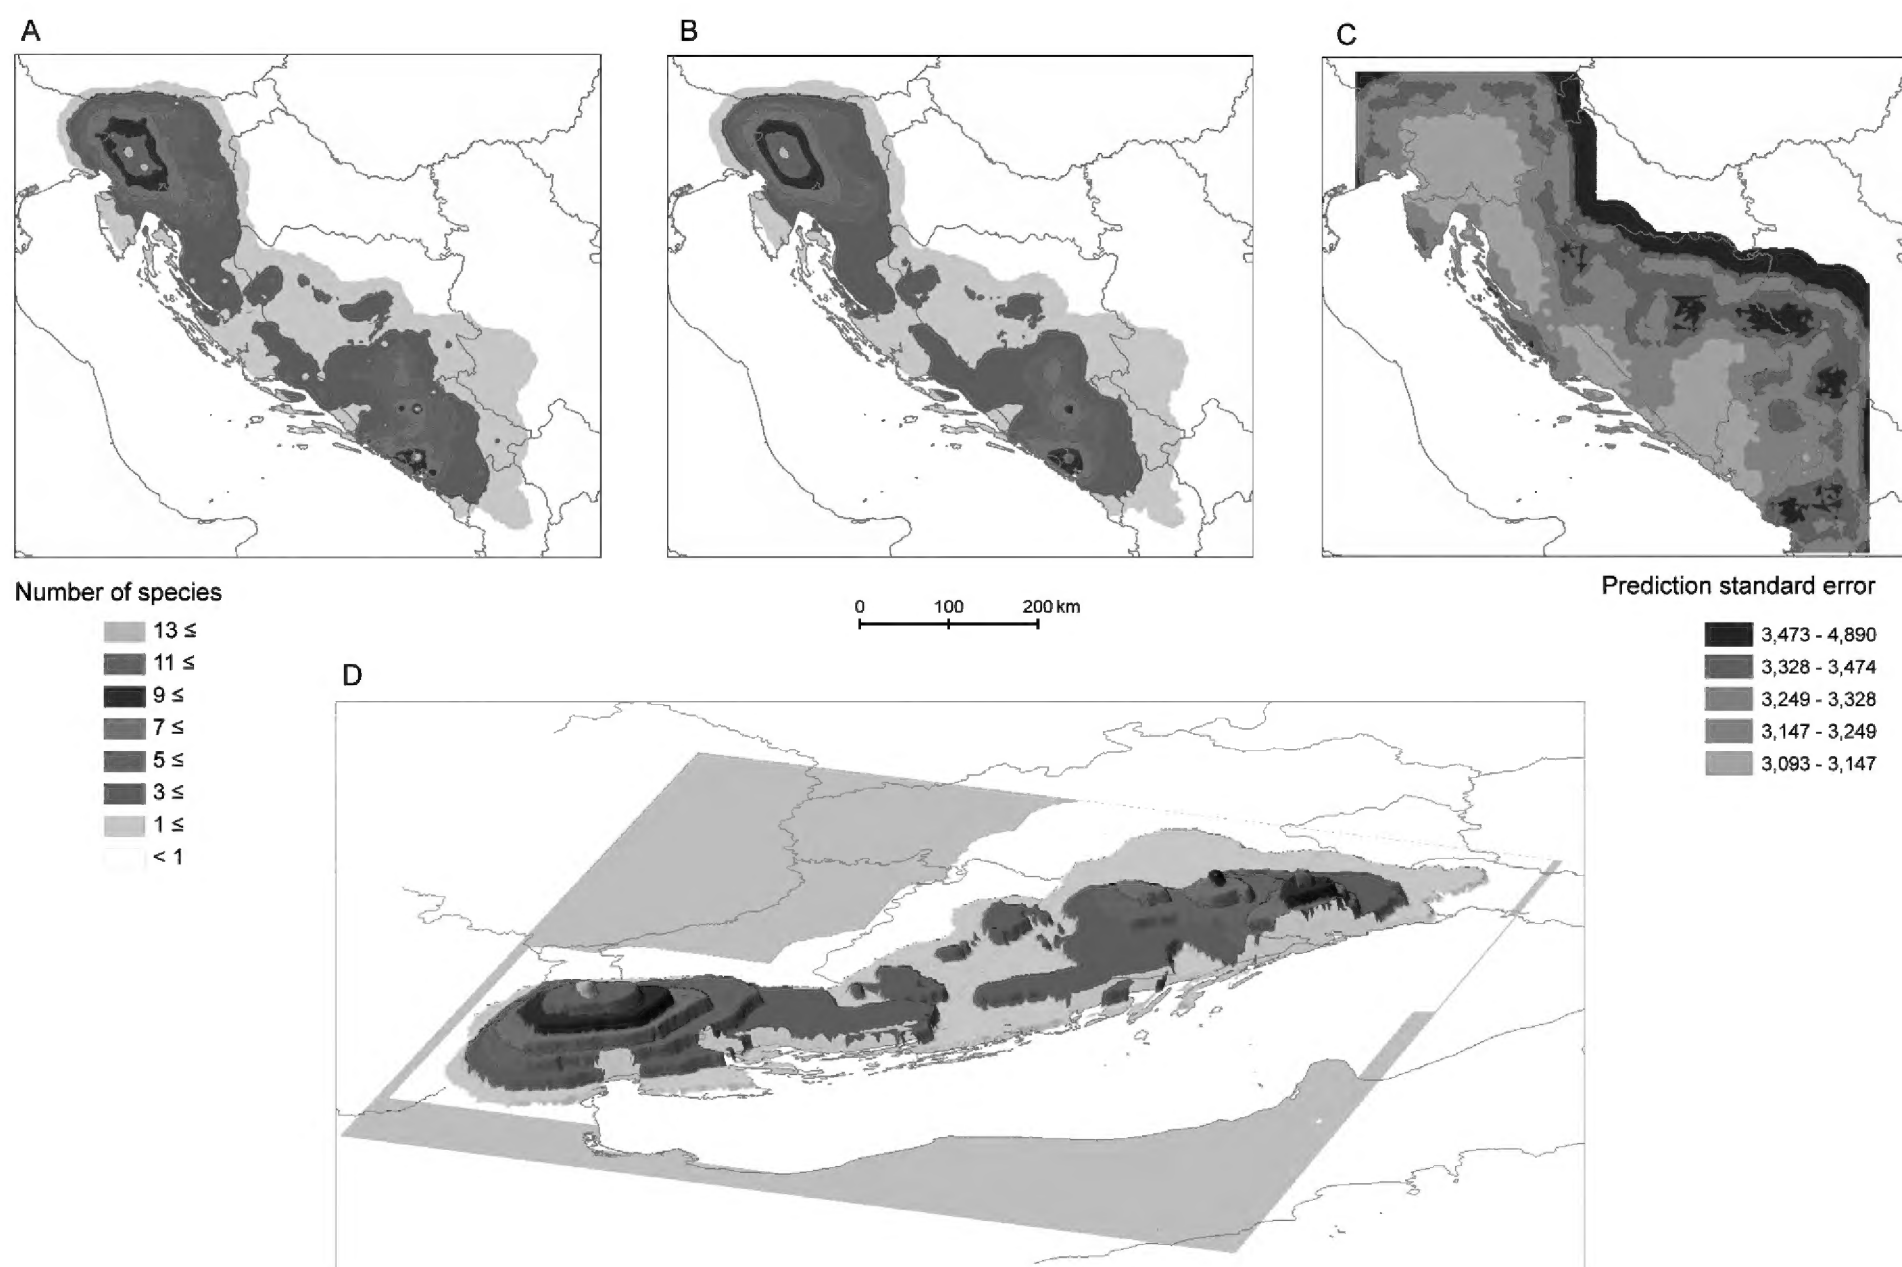 A
B
C
Number of species
13 ≤
11 ≤
9 ≤
7 ≤
5 ≤
3 ≤
1 ≤
< 1
0 100 200 km
Prediction standard error
3,473 - 4,890
3,328 - 3,474
3,249 - 3,328
3,147 - 3,249
3,093 - 3,147
D